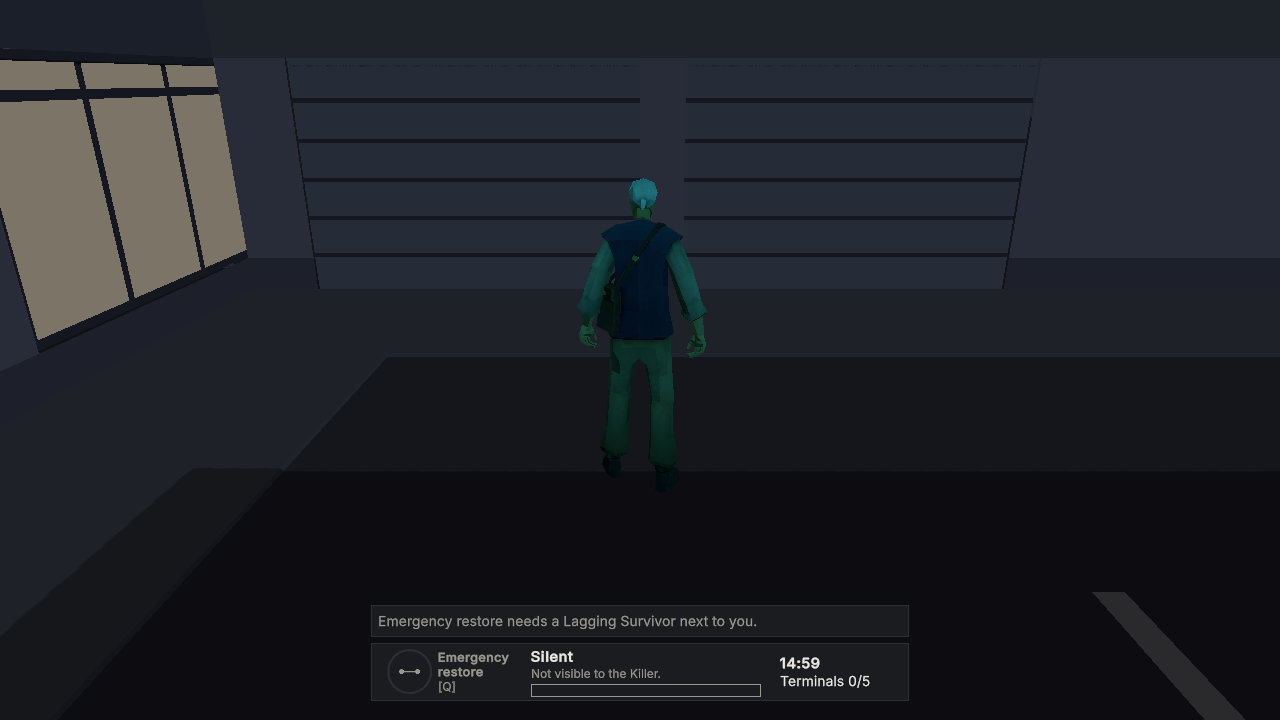 Emergency restore needs a Lagging Survivor next to you.
Emergency
restore
[Q]
Silent
Not visible to the Killer.
14:59
Terminals 0/5